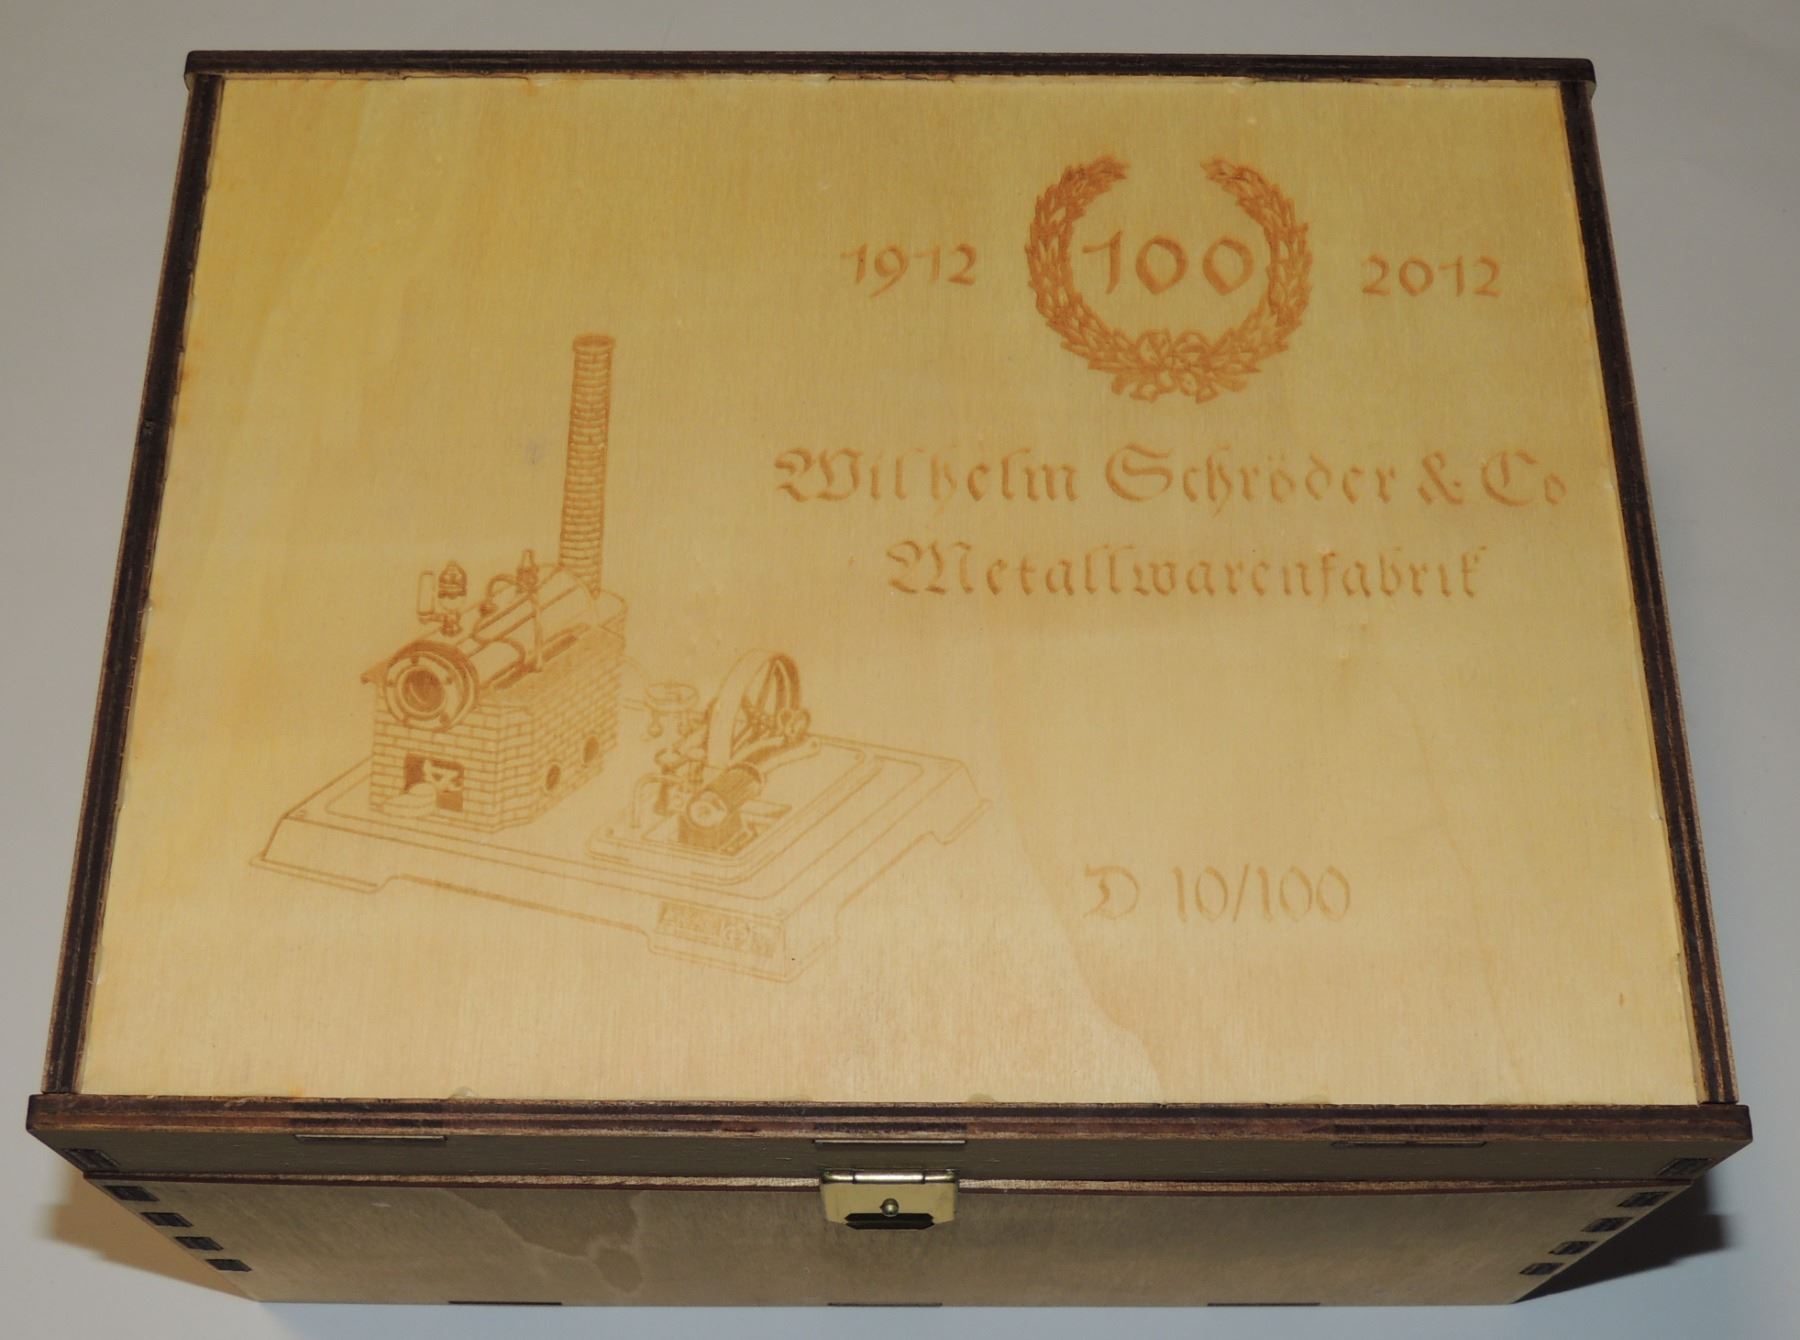 1912 100 2012
Wilhelm Schröder & Co
Metallwarenfabrik
D 10/100